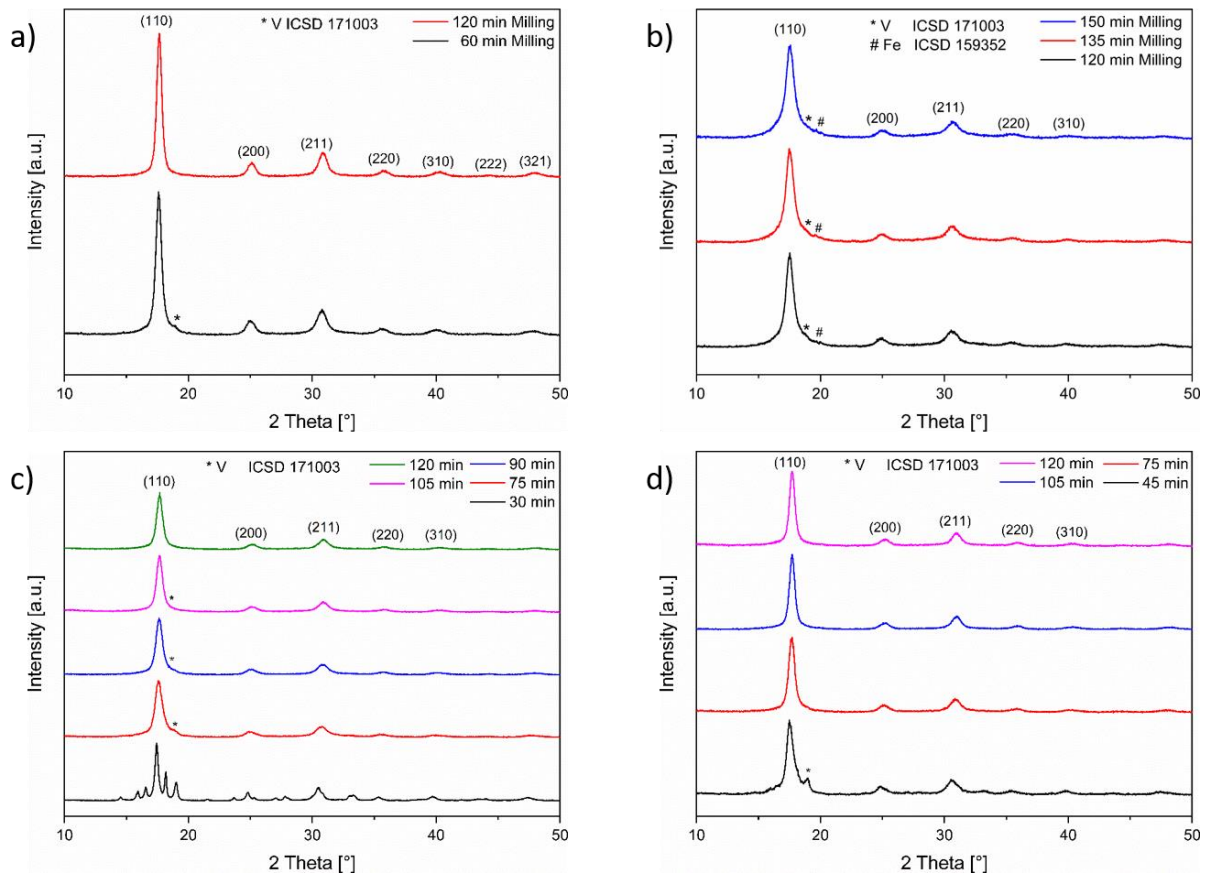 a)
(110)
* V ICSD 171003
120 min Milling
60 min Milling
(200)
(211)
(220)
(310)
(222)
(321)
*
Intensity [a.u.]
10 20 30 40 50
2 Theta [°]
b)
(110)
* V ICSD 171003
# Fe ICSD 159352
150 min Milling
135 min Milling
120 min Milling
* #
(200)
(211)
(220)
(310)
* #
* #
Intensity [a.u.]
10 20 30 40 50
2 Theta [°]
c)
* V ICSD 171003
120 min 90 min
105 min 75 min
30 min
(110)
(200)
(211)
(220)
(310)
*
*
*
Intensity [a.u.]
10 20 30 40 50
2 Theta [°]
d)
(110)
* V ICSD 171003
120 min 75 min
105 min 45 min
(200)
(211)
(220)
(310)
*
Intensity [a.u.]
10 20 30 40 50
2 Theta [°]